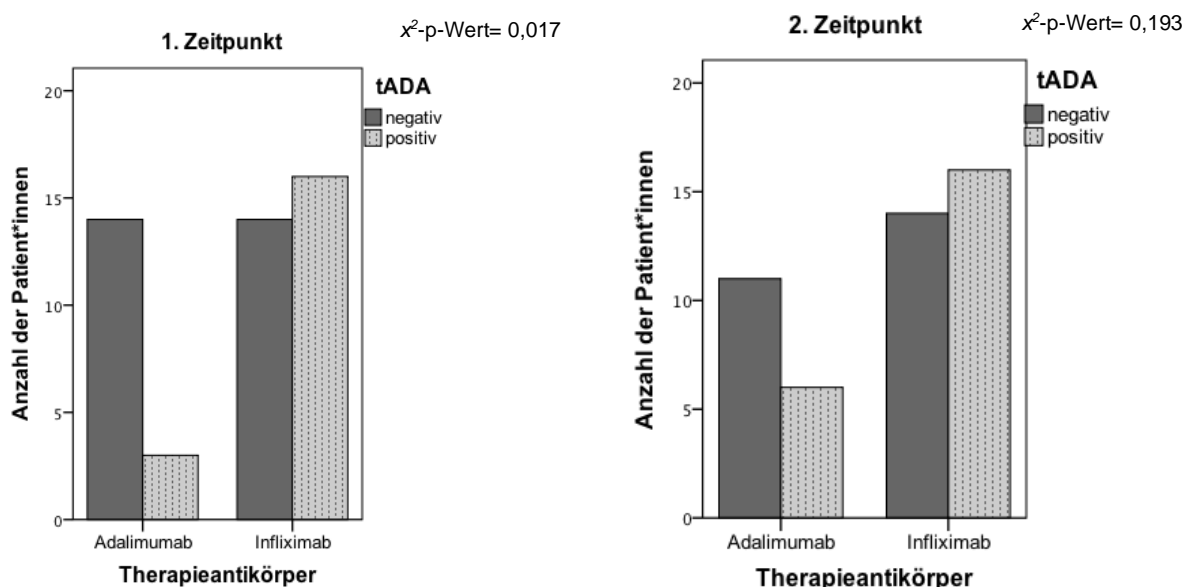 1. Zeitpunkt
x²-p-Wert= 0,017
tADA
negativ
positiv
Anzahl der Patient*innen
20
15
10
5
0
Adalimumab Infliximab
Therapieantikörper
2. Zeitpunkt
x²-p-Wert= 0,193
tADA
negativ
positiv
Anzahl der Patient*innen
20
15
10
5
0
Adalimumab Infliximab
Therapieantikörper